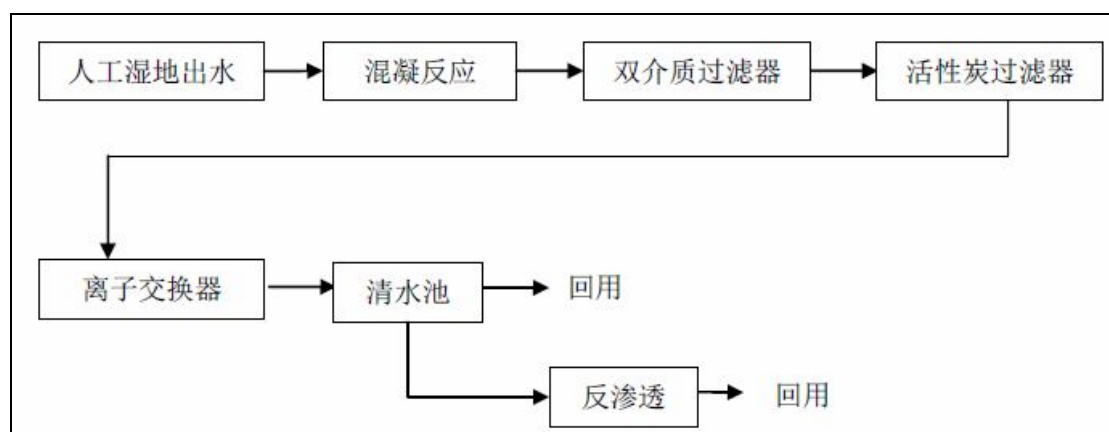 人工湿地出水
混凝反应
双介质过滤器
活性炭过滤器
离子交换器
清水池
回用
反渗透
回用